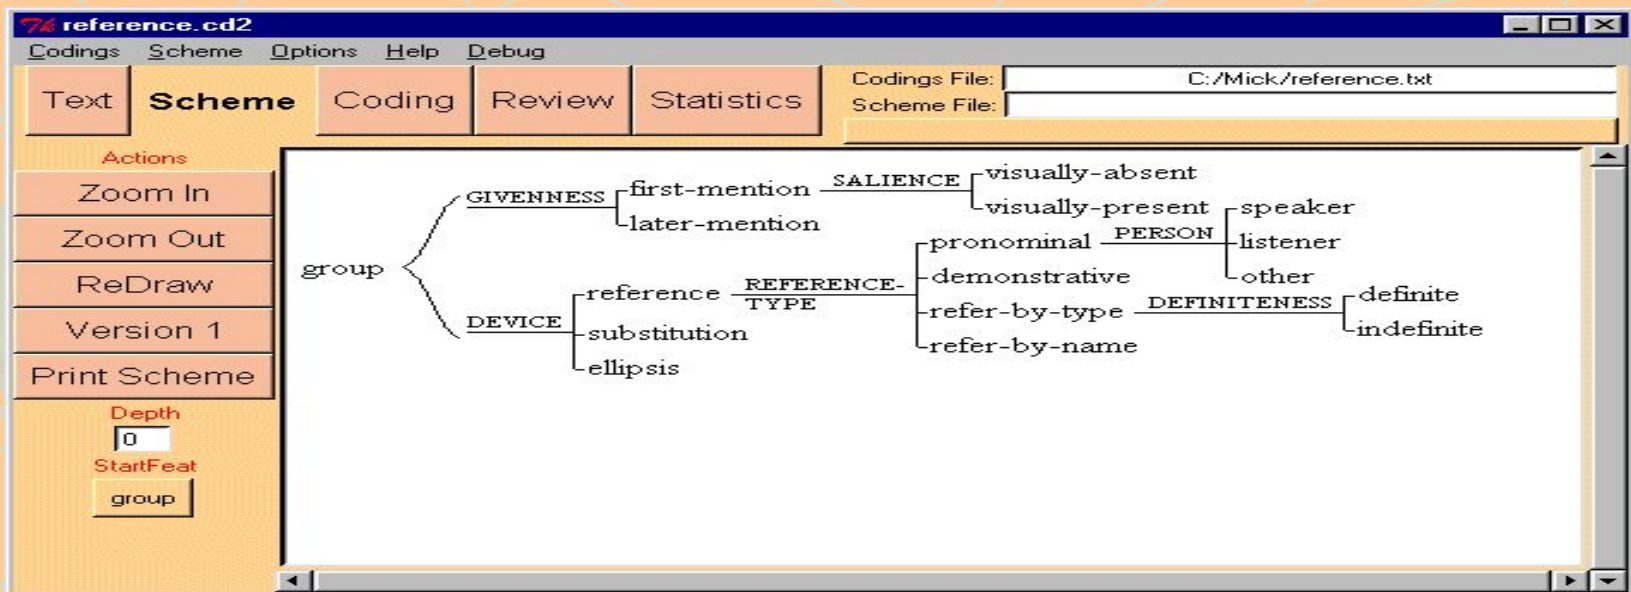 7% reference.cd2
Codings Scheme Options Help Debug
Text Scheme Coding Review Statistics
Codings File: C:/Mick/reference.txt
Scheme File:
Actions
Zoom In
Zoom Out
ReDraw
Version 1
Print Scheme
Depth
0
StartFeat
group
group
GIVENNESS
first-mention
later-mention
SALIENCE
visually-absent
visually-present
DEVICE
reference
substitution
ellipsis
REFERENCE-
TYPE
pronominal
demonstrative
refer-by-type
refer-by-name
PERSON
speaker
listener
other
DEFINITENESS
definite
indefinite